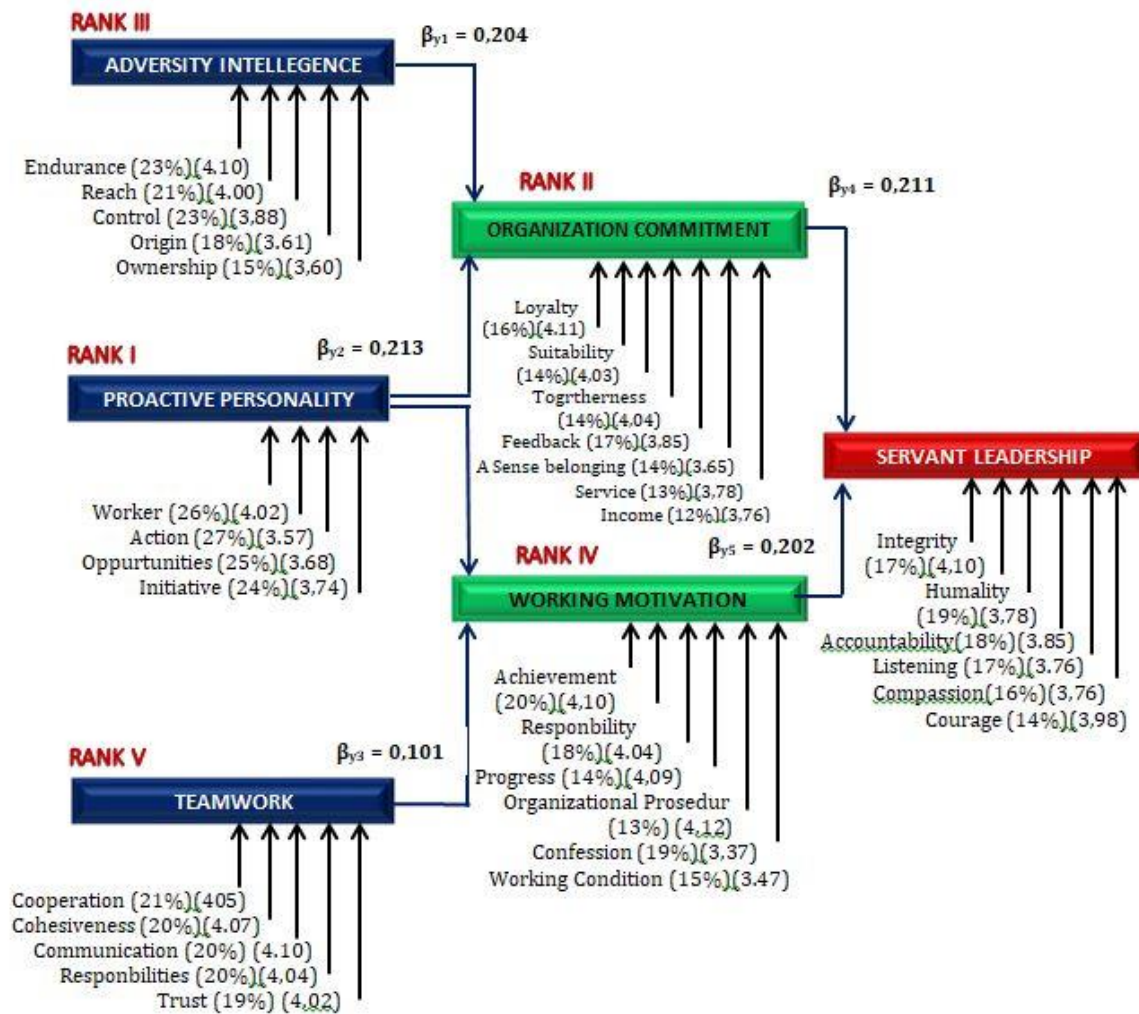 RANK III
β_y1 = 0,204
ADVERSITY INTELLEGENCE
Endurance (23%)(4.10)
Reach (21%)(4.00)
Control (23%)(3,88)
Origin (18%)(3.61)
Ownership (15%)(3,60)
RANK II
β_y4 = 0,211
ORGANIZATION COMMITMENT
Loyalty
(16%)(4.11)
Suitability
(14%)(4,03)
Togrtherness
(14%)(4,04)
Feedback (17%)(3,85)
A Sense belonging (14%)(3.65)
Service (13%)(3,78)
Income (12%)(3,76)
RANK I
β_y2 = 0,213
PROACTIVE PERSONALITY
Worker (26%)(4.02)
Action (27%)(3.57)
Oppurtunities (25%)(3.68)
Initiative (24%)(3,74)
SERVANT LEADERSHIP
Integrity
(17%)(4,10)
Humality
(19%)(3,78)
Accountability(18%)(3.85)
Listening (17%)(3.76)
Compassion(16%)(3,76)
Courage (14%)(3,98)
RANK IV
β_y5 = 0,202
WORKING MOTIVATION
Achievement
(20%)(4,10)
Responbility
(18%)(4.04)
Progress (14%)(4,09)
Organizational Prosedur
(13%) (4,12)
Confession (19%)(3,37)
Working Condition (15%)(3.47)
RANK V
β_y3 = 0,101
TEAMWORK
Cooperation (21%)(405)
Cohesiveness (20%)(4.07)
Communication (20%) (4.10)
Responbilities (20%)(4,04)
Trust (19%) (4,02)